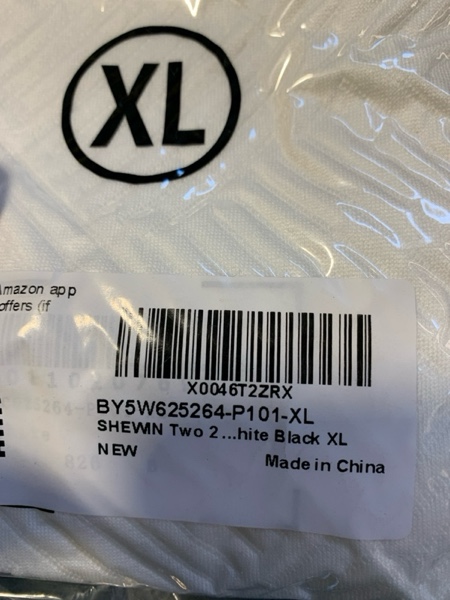 XL
Amazon app
offers (if
X0046T2ZRX
BY5W625264-P101-XL
SHEWIN Two 2...hite Black XL
NEW
Made in China